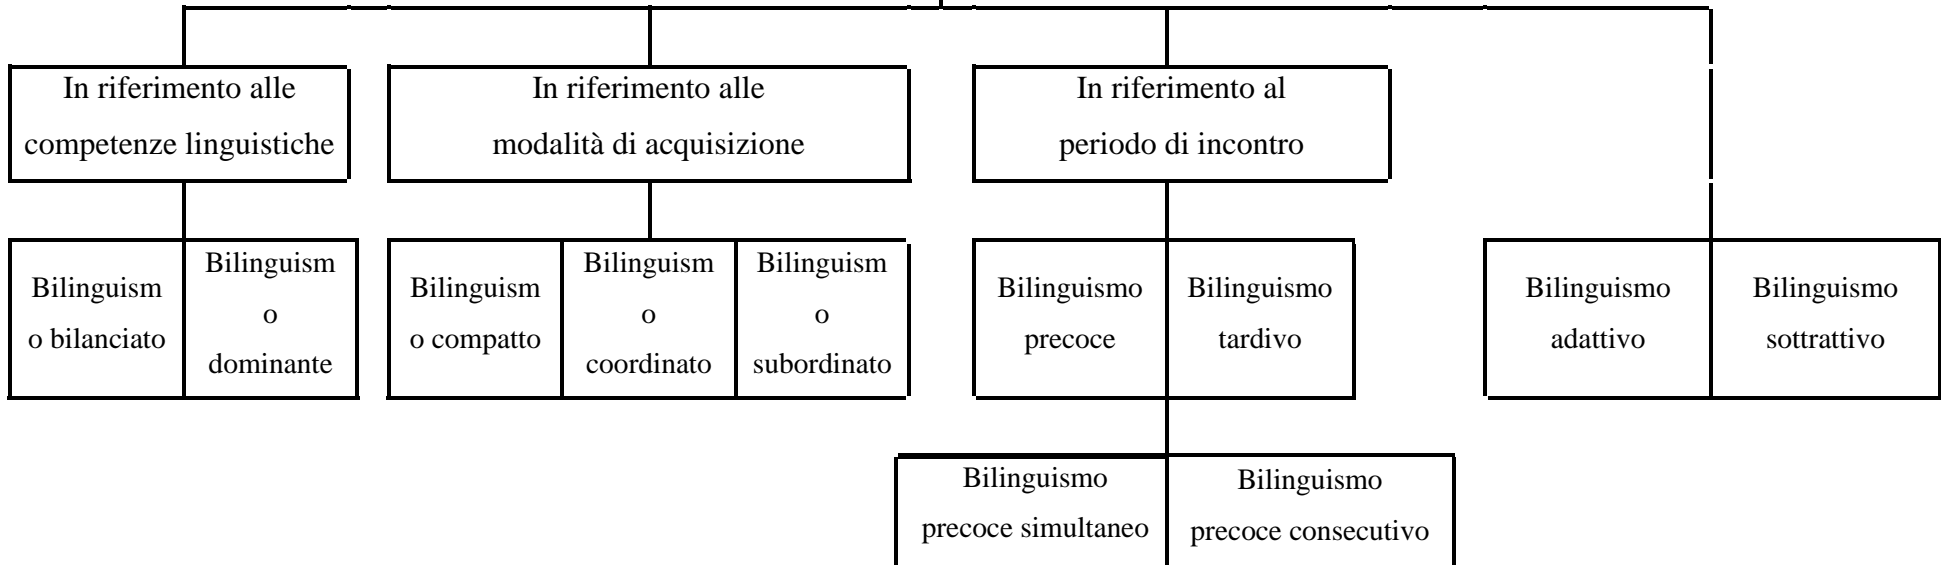 In riferimento alle
competenze linguistiche
In riferimento alle
modalità di acquisizione
In riferimento al
periodo di incontro
Bilinguism
o bilanciato
Bilinguism
o
dominante
Bilinguism
o compatto
Bilinguism
o
coordinato
Bilinguism
o
subordinato
Bilinguismo
precoce
Bilinguismo
tardivo
Bilinguismo
adattivo
Bilinguismo
sottrattivo
Bilinguismo
precoce simultaneo
Bilinguismo
precoce consecutivo